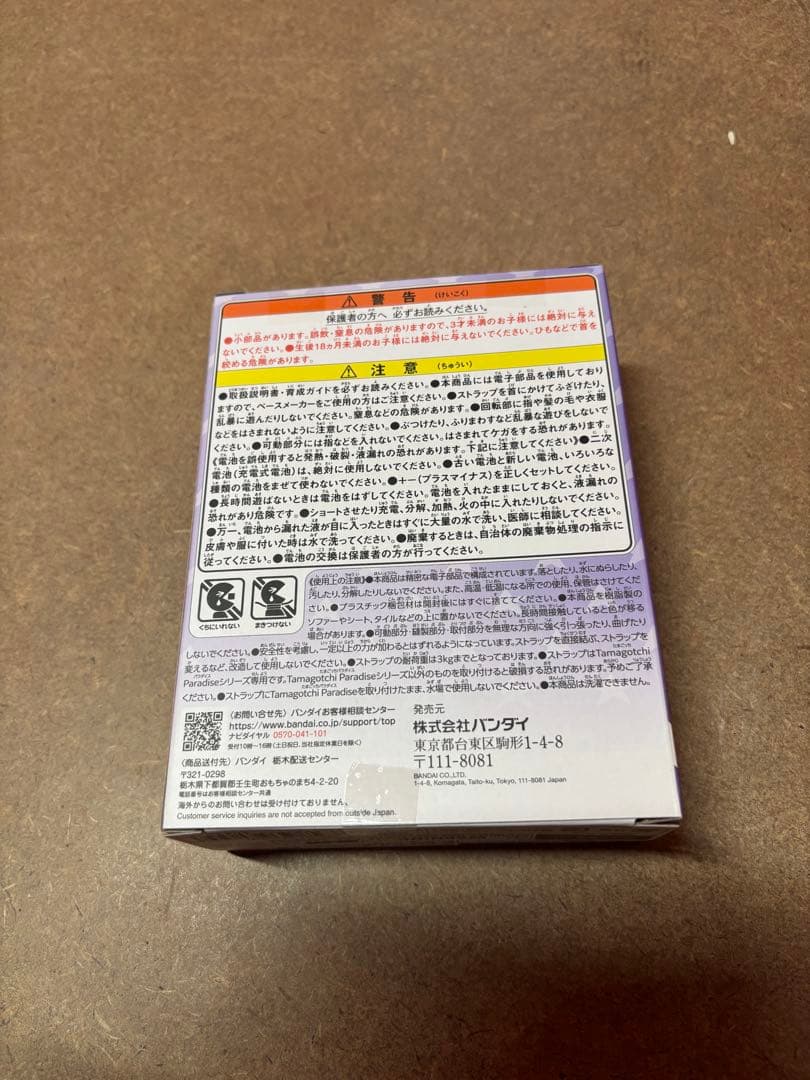 警告（けいこく）
保護者の方へ 必ずお読みください。
●小部品があります。誤飲・窒息の危険がありますので、3才未満のお子様には絶対に与え
ないでください。●生後18ヵ月未満のお子様には絶対に与えないでください。ひもなどで首を
絞める危険があります。
注意（ちゅうい）
●取扱説明書・育成ガイドを必ずお読みください。●本商品には電子部品を使用しており
ますので、ペースメーカーをご使用の方はご注意ください。●ストラップを首にかけてふざけたり、
乱暴に遊んだりしないでください。窒息などの危険があります。●回転部に指や髪の毛や衣服
などをはさまれないように注意してください。●ぶつけたり、ふりまわすなど乱暴な遊びをしないで
ください。●可動部分には指などを入れないでください。はさまれてケガをする恐れがあります。
《電池を誤使用すると発熱・破裂・液漏れの恐れがあります。下記に注意してください》●二次
電池（充電式電池）は、絶対に使用しないでください。●古い電池と新しい電池、いろいろな
種類の電池をまぜて使わないでください。●＋－（プラスマイナス）を正しくセットしてください。
●長時間遊ばないときは電池をはずしてください。電池を入れたままにしておくと、液漏れの
恐れがあり危険です。●ショートさせたり充電、分解、加熱、火の中に入れたりしないでください。
●万一、電池から漏れた液が目に入ったときはすぐに大量の水で洗い、医師に相談してください。
皮膚や服に付いた時は水で洗ってください。●廃棄するときは、自治体の廃棄物処理の指示に
従ってください。●電池の交換は保護者の方が行ってください。
くちにいれない
まきつけない
《使用上の注意》●本商品は精密な電子部品で構成されています。落としたり、水にぬらしたり、
汚したり、分解したりしないでください。また、高温・低温になる所での使用、保管はさけてくだ
さい。●プラスチック梱包材は開封後にはすぐに捨ててください。●本商品を樹脂製の
ソファーやシート、タイルなどの上に置かないでください。長時間接触していると色が移る
場合があります。●可動部分・縫製部分・取付部分を無理な方向に強く引っ張ったり、曲げたり
しないでください。●安全性を考慮し、一定以上の力が加わるとはずれるようになっています。ストラップを直接結ぶ、ストラップを
変えるなど、改造して使用しないでください。●ストラップの耐荷重は3kgまでとなっております。●ストラップはTamagotchi
Paradiseシリーズ専用です。Tamagotchi Paradiseシリーズ以外のものを取り付けると破損する恐れがあります。予めご了承
ください。●ストラップにTamagotchi Paradiseを取り付けたまま、水場で使用しないでください。●本商品は洗濯できません。
〈お問い合せ先〉バンダイお客様相談センター
https://www.bandai.co.jp/support/top
ナビダイヤル 0570-041-101
受付10時～16時（土日祝日、当社指定休業日を除く）
〈商品送付先〉バンダイ 栃木配送センター
〒321-0298
栃木県下都賀郡壬生町おもちゃのまち4-2-20
電話番号はお客様相談センター共通
海外からのお問い合わせは受け付けておりません。
Customer service inquiries are not accepted from outside Japan.
発売元
株式会社バンダイ
東京都台東区駒形1-4-8
〒111-8081
BANDAI CO.,LTD.
1-4-8, Komagata, Taito-ku, Tokyo, 111-8081 Japan